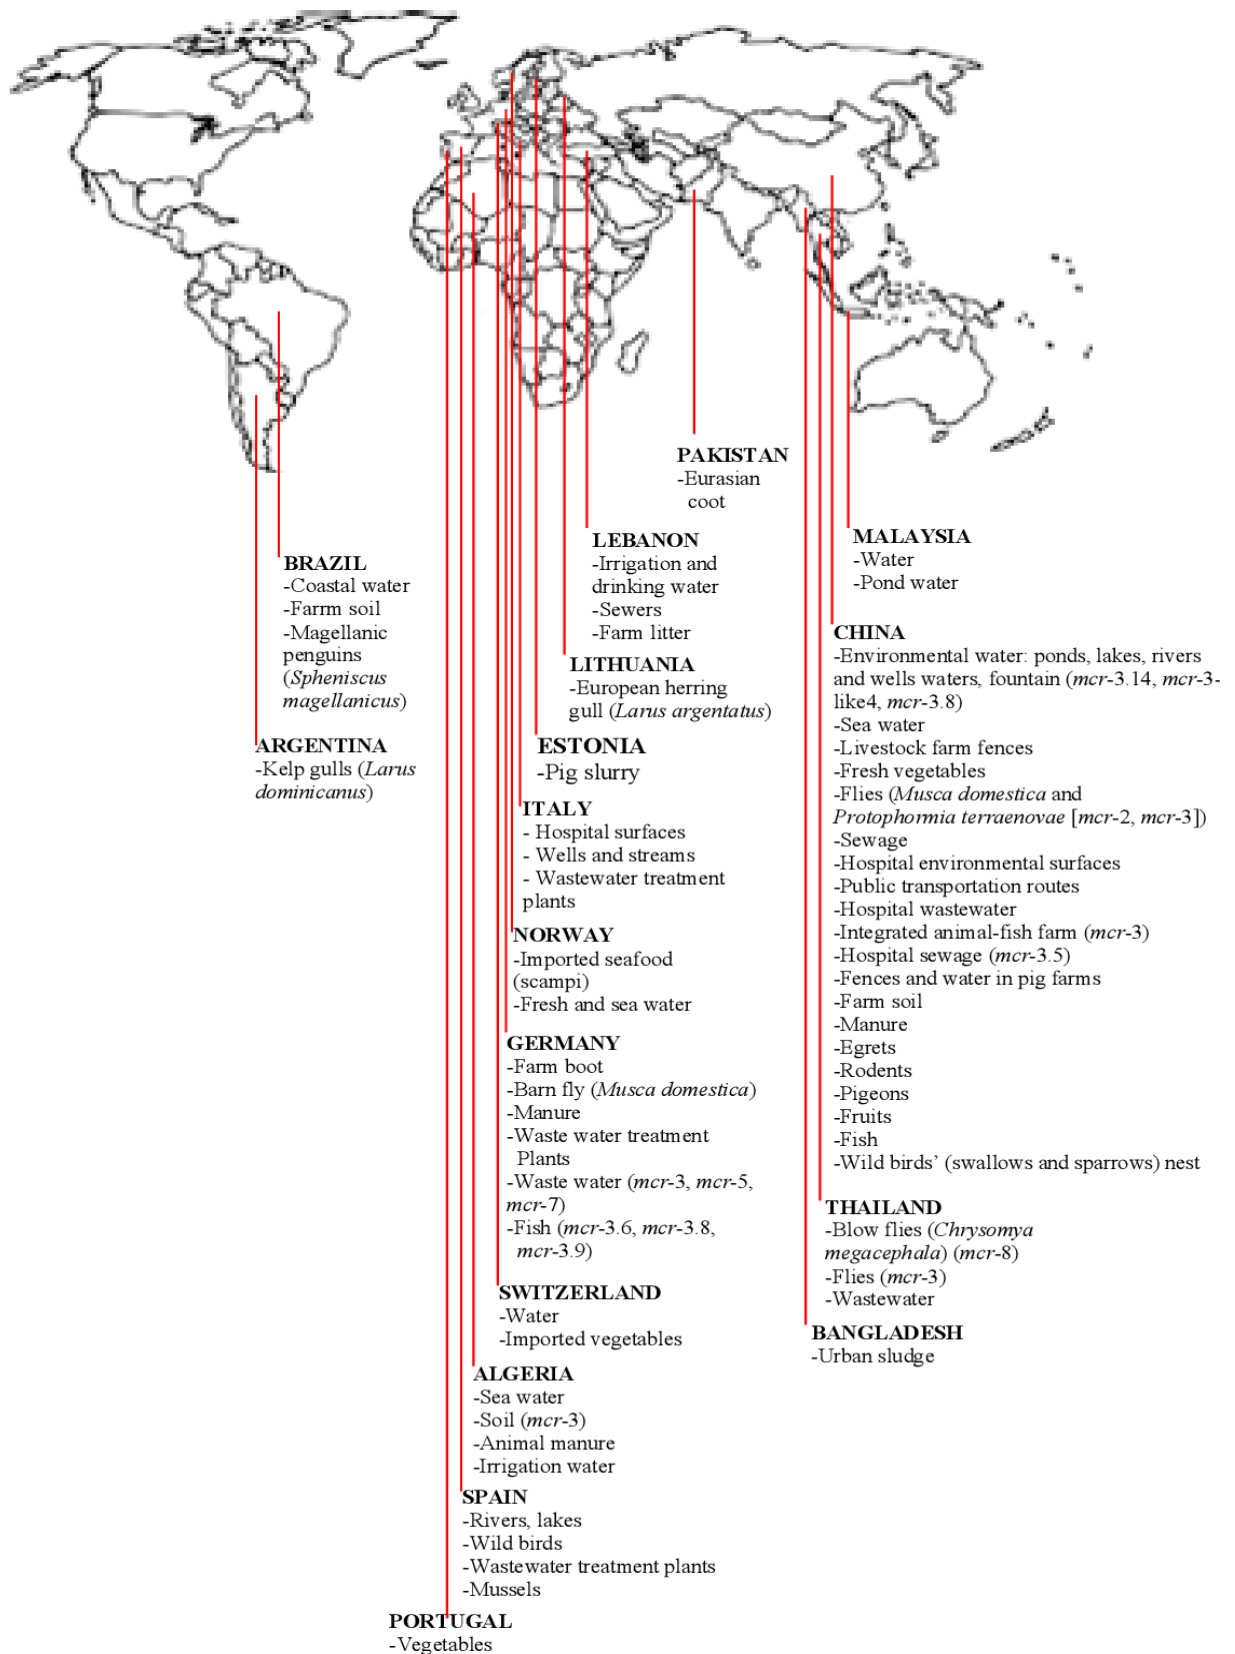 PAKISTAN
-Eurasian
coot
LEBANON
-Irrigation and
drinking water
-Sewers
-Farm litter
MALAYSIA
-Water
-Pond water
BRAZIL
-Coastal water
-Farrm soil
-Magellanic
penguins
(Spheniscus
magellanicus)
ARGENTINA
-Kelp gulls (Larus
dominicanus)
LITHUANIA
-European herring
gull (Larus argentatus)
ESTONIA
-Pig slurry
ITALY
- Hospital surfaces
- Wells and streams
- Wastewater treatment
plants
NORWAY
-Imported seafood
(scampi)
-Fresh and sea water
GERMANY
-Farm boot
-Barn fly (Musca domestica)
-Manure
-Waste water treatment
Plants
-Waste water (mcr-3, mcr-5,
mcr-7)
-Fish (mcr-3.6, mcr-3.8,
mcr-3.9)
SWITZERLAND
-Water
-Imported vegetables
ALGERIA
-Sea water
-Soil (mcr-3)
-Animal manure
-Irrigation water
SPAIN
-Rivers, lakes
-Wild birds
-Wastewater treatment plants
-Mussels
PORTUGAL
-Vegetables
CHINA
-Environmental water: ponds, lakes, rivers
and wells waters, fountain (mcr-3.14, mcr-3-
like4, mcr-3.8)
-Sea water
-Livestock farm fences
-Fresh vegetables
-Flies (Musca domestica and
Protophormia terraenovae [mcr-2, mcr-3])
-Sewage
-Hospital environmental surfaces
-Public transportation routes
-Hospital wastewater
-Integrated animal-fish farm (mcr-3)
-Hospital sewage (mcr-3.5)
-Fences and water in pig farms
-Farm soil
-Manure
-Egrets
-Rodents
-Pigeons
-Fruits
-Fish
-Wild birds’ (swallows and sparrows) nest
THAILAND
-Blow flies (Chrysomya
megacephala) (mcr-8)
-Flies (mcr-3)
-Wastewater
BANGLADESH
-Urban sludge